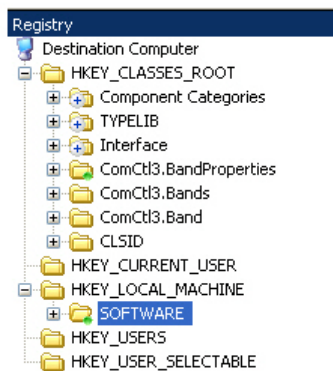 Registry
Destination Computer
HKEY_CLASSES_ROOT
Component Categories
TYPELIB
Interface
ComCtl3.BandProperties
ComCtl3.Bands
ComCtl3.Band
CLSID
HKEY_CURRENT_USER
HKEY_LOCAL_MACHINE
SOFTWARE
HKEY_USERS
HKEY_USER_SELECTABLE